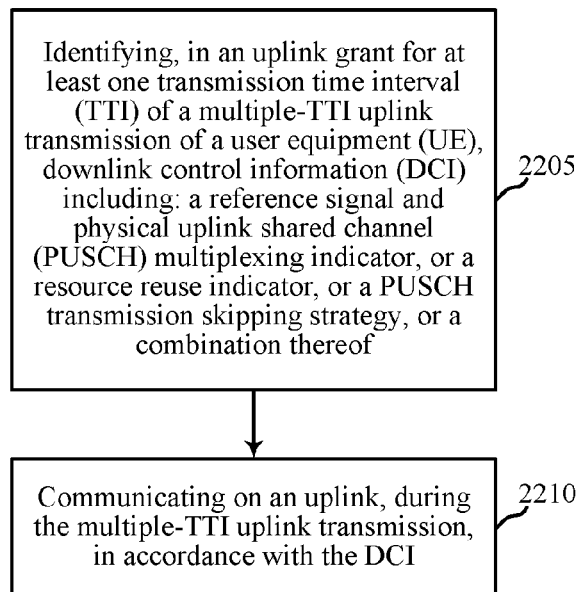 Identifying, in an uplink grant for at
least one transmission time interval
(TTI) of a multiple-TTI uplink
transmission of a user equipment (UE),
downlink control information (DCI)
including: a reference signal and
physical uplink shared channel
(PUSCH) multiplexing indicator, or a
resource reuse indicator, or a PUSCH
transmission skipping strategy, or a
combination thereof
2205
Communicating on an uplink, during
the multiple-TTI uplink transmission,
in accordance with the DCI
2210